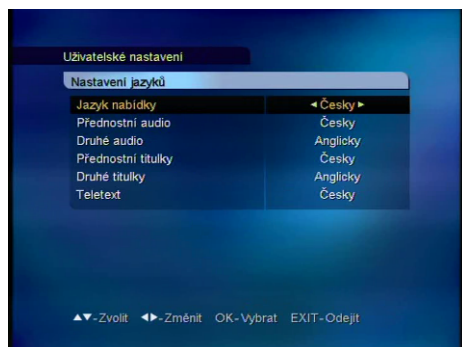 Uživatelské nastavení
Nastavení jazyků
Jazyk nabídky ◄Česky►
Přednostní audio Česky
Druhé audio Anglicky
Přednostní titulky Česky
Druhé titulky Anglicky
Teletext Česky
▲▼-Zvolit ◄►-Změnit OK-Vybrat EXIT-Odejít